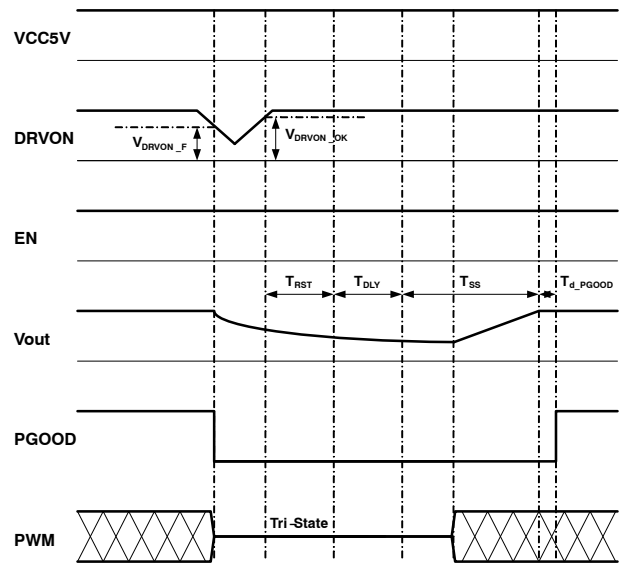 VCC5V
DRVON
VDRVON_F
VDRVON_OK
EN
TRST
TDLY
TSS
Td_PGOOD
Vout
PGOOD
Tri-State
PWM